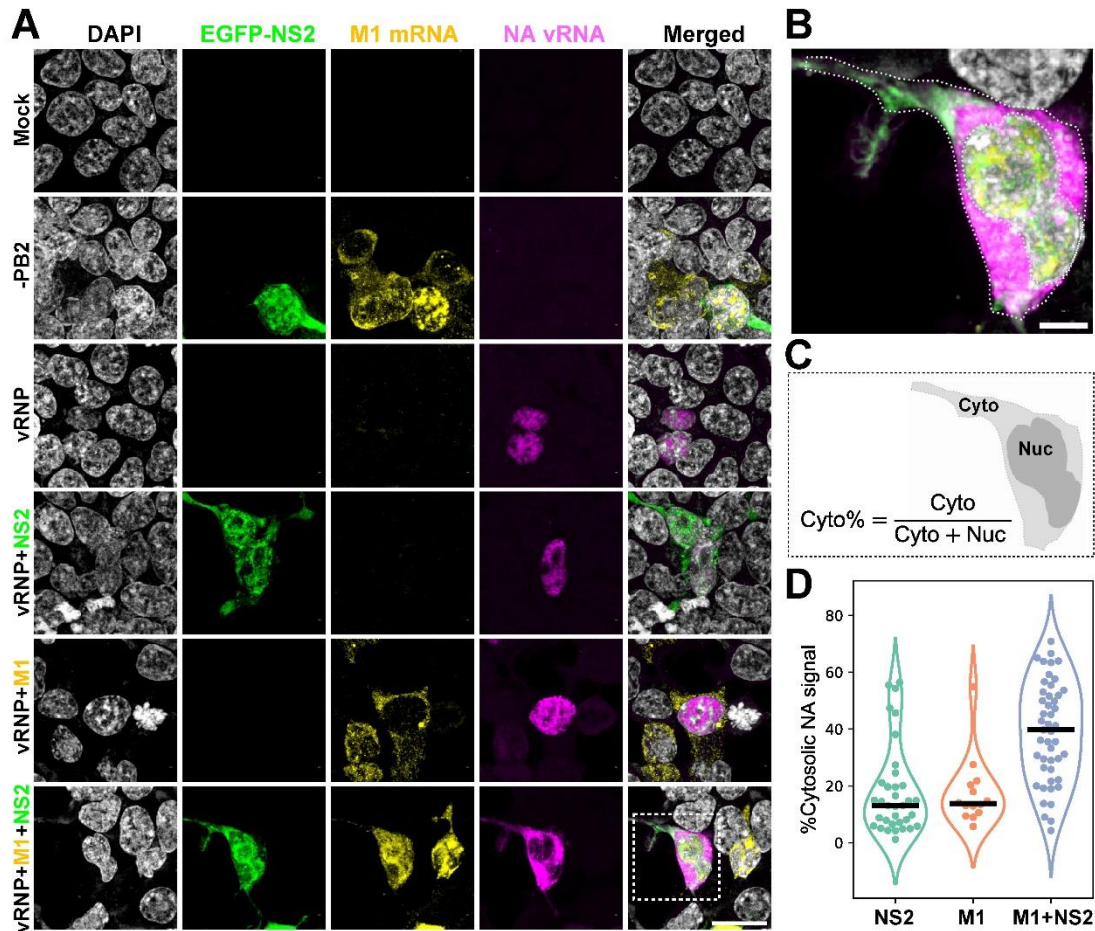 A
DAPI EGFP-NS2 M1 mRNA NA vRNA Merged
Mock
-PB2
vRNP
vRNP+NS2
vRNP+M1
vRNP+M1+NS2
B
C
Cyto
Nuc
Cyto% = Cyto
Cyto + Nuc
D
%Cytosolic NA signal
80
60
40
20
0
NS2 M1 M1+NS2